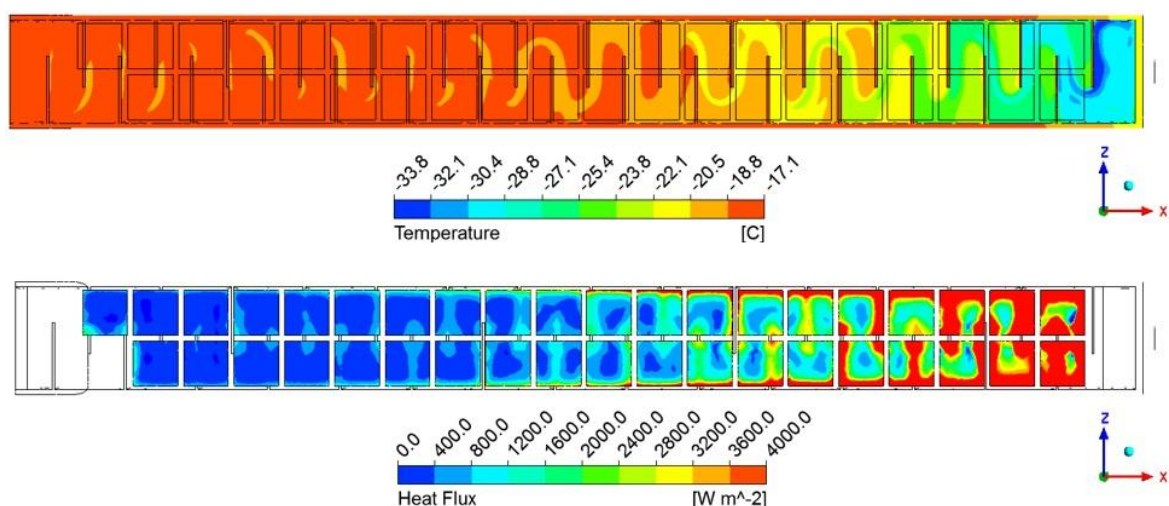 -33.8 -32.1 -30.4 -28.8 -27.1 -25.4 -23.8 -22.1 -20.5 -18.8 -17.1
Temperature [C]
Z
X
0.0 400.0 800.0 1200.0 1600.0 2000.0 2400.0 2800.0 3200.0 3600.0 4000.0
Heat Flux [W m^-2]
Z
X